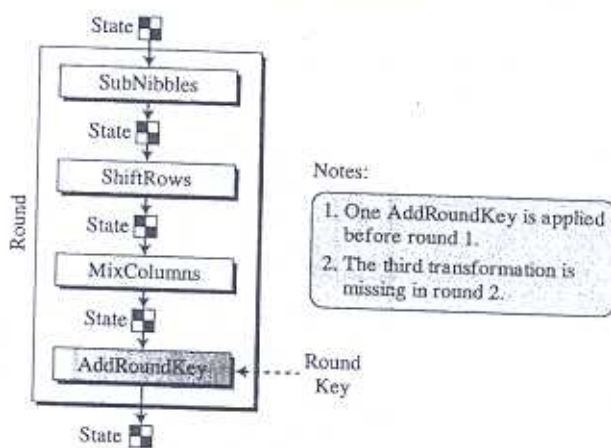 State
SubNibbles
State
ShiftRows
State
MixColumns
State
AddRoundKey
State
Round
Round
Key
Notes:
1. One AddRoundKey is applied
before round 1.
2. The third transformation is
missing in round 2.